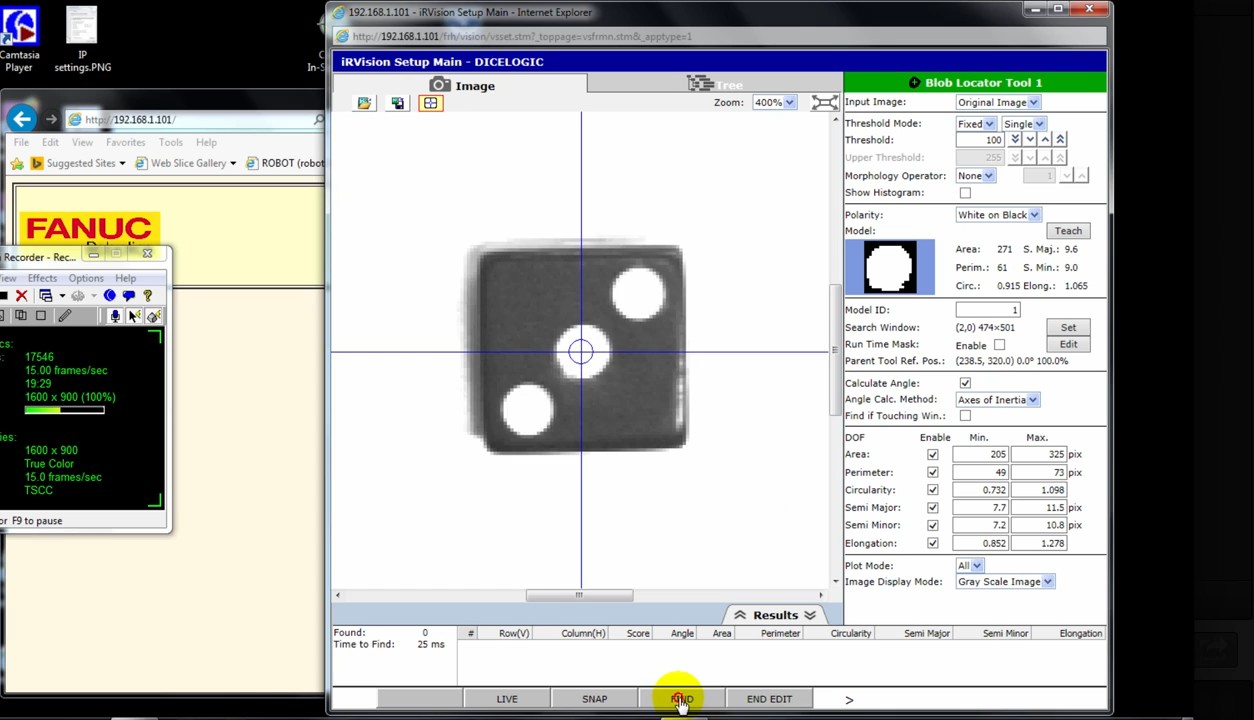 Camtasia
Player
IP
settings.PNG
http://192.168.1.101/
File Edit View Favorites Tools Help
Suggested Sites Web Slice Gallery ROBOT (robot
FANUC
Recorder - Rec...
View Effects Options Help
17546
15.00 frames/sec
19:29
1600 x 900 (100%)
1600 x 900
True Color
15.0 frames/sec
TSCC
or F9 to pause
192.168.1.101 - iRVision Setup Main - Internet Explorer
http://192.168.1.101/frh/vision/vsset.stm?_toppage=vsfrmn.stm&_apptype=1
iRVision Setup Main - DICELOGIC
Image Tree
Zoom: 400%
Blob Locator Tool 1
Input Image: Original Image
Threshold Mode: Fixed Single
Threshold: 100
Upper Threshold: 255
Morphology Operator: None 1
Show Histogram:
Polarity: White on Black
Model: Teach
Area: 271 S. Maj.: 9.6
Perim.: 61 S. Min.: 9.0
Circ.: 0.915 Elong.: 1.065
Model ID: 1
Search Window: (2,0) 474×501 Set
Run Time Mask: Enable Edit
Parent Tool Ref. Pos.: (238.5, 320.0) 0.0° 100.0%
Calculate Angle:
Angle Calc. Method: Axes of Inertia
Find if Touching Win.:
DOF Enable Min. Max.
Area: 205 325 pix
Perimeter: 49 73 pix
Circularity: 0.732 1.098
Semi Major: 7.7 11.5 pix
Semi Minor: 7.2 10.8 pix
Elongation: 0.852 1.278
Plot Mode: All
Image Display Mode: Gray Scale Image
Results
Found: 0
Time to Find: 25 ms
# Row(V) Column(H) Score Angle Area Perimeter Circularity Semi Major Semi Minor Elongation
LIVE SNAP FIND END EDIT >